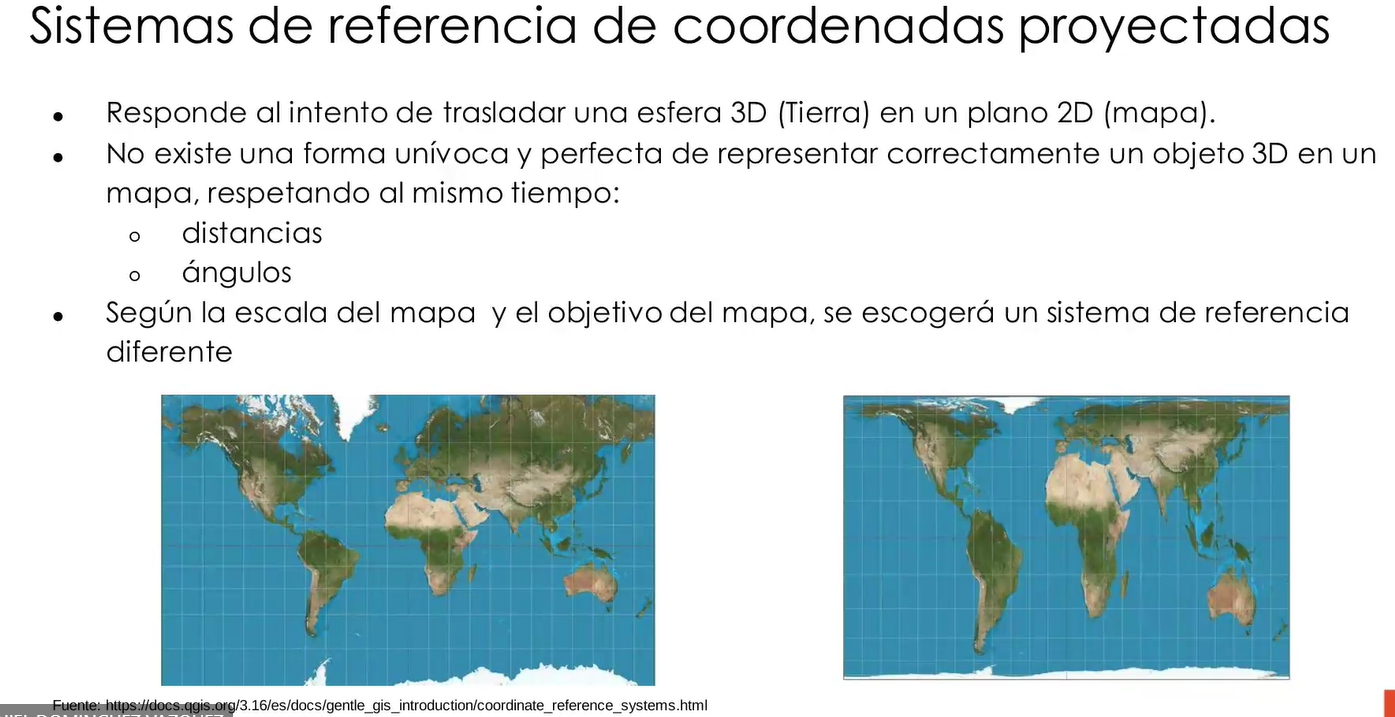 Sistemas de referencia de coordenadas proyectadas
• Responde al intento de trasladar una esfera 3D (Tierra) en un plano 2D (mapa).
• No existe una forma unívoca y perfecta de representar correctamente un objeto 3D en un
mapa, respetando al mismo tiempo:
o distancias
o ángulos
• Según la escala del mapa y el objetivo del mapa, se escogerá un sistema de referencia
diferente
Fuente: https://docs.qgis.org/3.16/es/docs/gentle_gis_introduction/coordinate_reference_systems.html